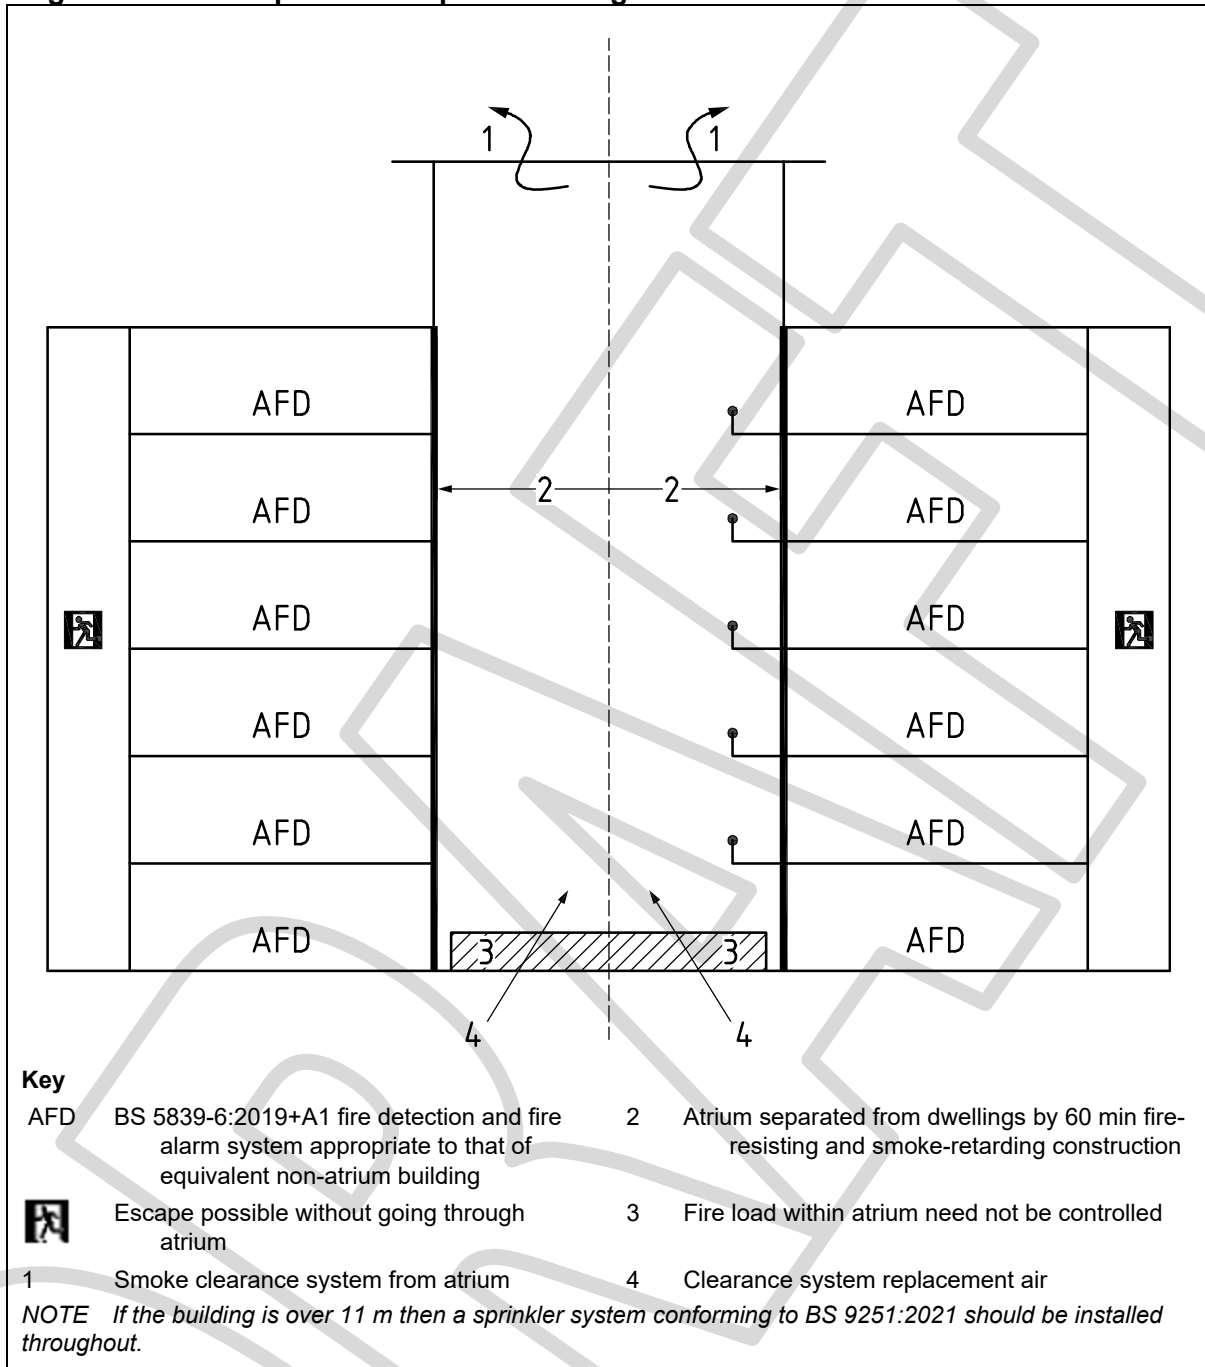 1 1
AFD AFD
2 2
AFD AFD
AFD AFD
AFD AFD
AFD AFD
AFD 3 3 AFD
4 4
Key
AFD BS 5839-6:2019+A1 fire detection and fire
alarm system appropriate to that of
equivalent non-atrium building
Escape possible without going through
atrium
1 Smoke clearance system from atrium
2 Atrium separated from dwellings by 60 min fire-
resisting and smoke-retarding construction
3 Fire load within atrium need not be controlled
4 Clearance system replacement air
NOTE If the building is over 11 m then a sprinkler system conforming to BS 9251:2021 should be installed
throughout.
DRAFT